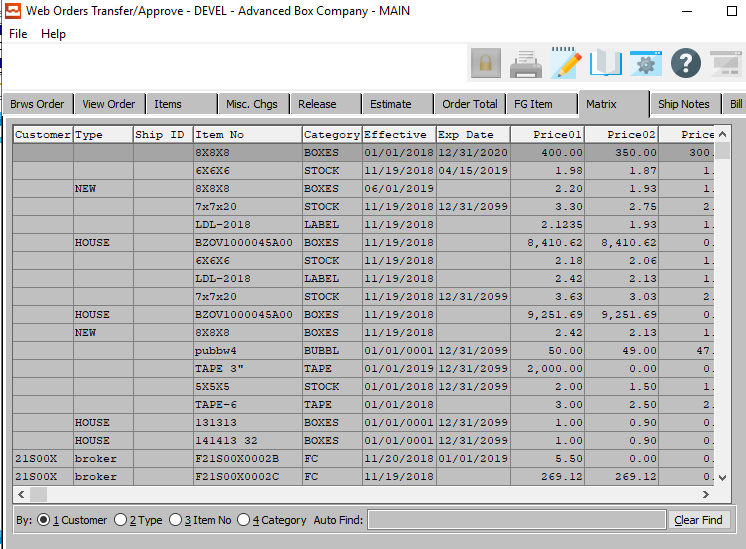 Web Orders Transfer/Approve - DEVEL - Advanced Box Company - MAIN
File Help
Brws Order View Order Items Misc. Chgs Release Estimate Order Total FG Item Matrix Ship Notes Bill
Customer Type Ship ID Item No Category Effective Exp Date Price01 Price02 Price
8X8X8 BOXES 01/01/2018 12/31/2020 400.00 350.00 300.
6X6X6 STOCK 11/19/2018 04/15/2019 1.98 1.87 1.
NEW 8X8X8 BOXES 06/01/2019 2.20 1.93 1.
7x7x20 STOCK 11/19/2018 12/31/2099 3.30 2.75 2.
LDL-2018 LABEL 11/19/2018 2.1235 1.93 1.
HOUSE BZOV1000045A00 BOXES 11/19/2018 8,410.62 8,410.62 0.
6X6X6 STOCK 11/19/2018 2.18 2.06 1.
LDL-2018 LABEL 11/19/2018 2.42 2.13 1.
7x7x20 STOCK 11/19/2018 12/31/2099 3.63 3.03 2.
HOUSE BZOV1000045A00 BOXES 11/19/2018 9,251.69 9,251.69 0.
NEW 8X8X8 BOXES 11/19/2018 2.42 2.13 1.
pubbw4 BUBBL 01/01/0001 12/31/2099 50.00 49.00 47.
TAPE 3" TAPE 01/01/2019 12/31/2099 2,000.00 0.00 0.
5X5X5 STOCK 01/01/2018 12/31/2099 2.00 1.50 1.
TAPE-6 TAPE 01/01/2018 3.00 2.50 2.
HOUSE 131313 BOXES 01/01/0001 12/31/2099 1.00 0.90 0.
HOUSE 141413 32 BOXES 01/01/0001 12/31/2099 1.00 0.90 0.
21S00X broker F21S00X0002B FC 11/20/2018 01/01/2019 5.50 0.00 0.
21S00X broker F21S00X0002C FC 11/19/2018 269.12 269.12 0.
By: 1 Customer 2 Type 3 Item No 4 Category Auto Find: Clear Find